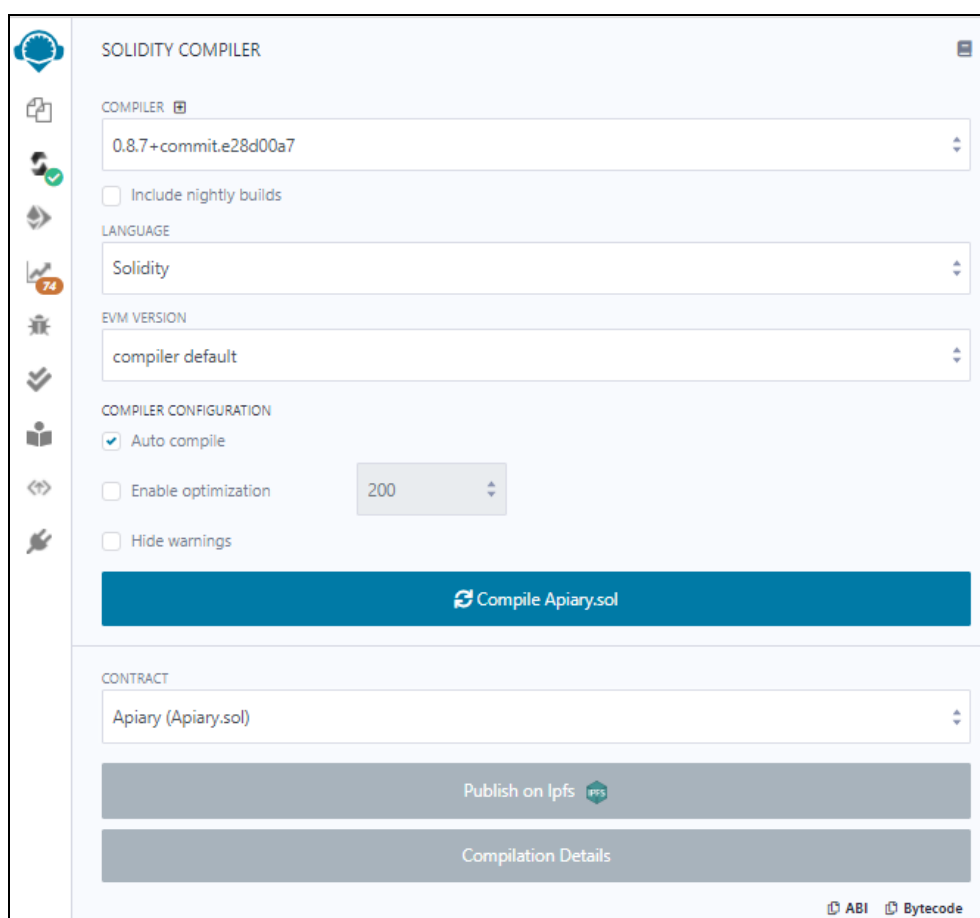 SOLIDITY COMPILER
COMPILER
0.8.7+commit.e28d00a7
Include nightly builds
LANGUAGE
Solidity
EVM VERSION
compiler default
COMPILER CONFIGURATION
Auto compile
Enable optimization 200
Hide warnings
Compile Apiary.sol
CONTRACT
Apiary (Apiary.sol)
Publish on Ipfs IPFS
Compilation Details
ABI Bytecode
74